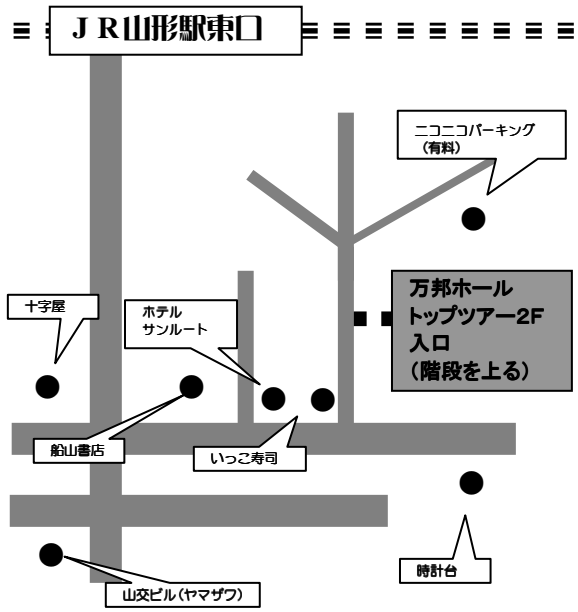 ＪＲ山形駅東口
ニコニコパーキング
（有料）
万邦ホール
トップツアー2F
入口
（階段を上る）
十字屋
ホテル
サンルート
船山書店
いっこ寿司
時計台
山交ビル（ヤマザワ）